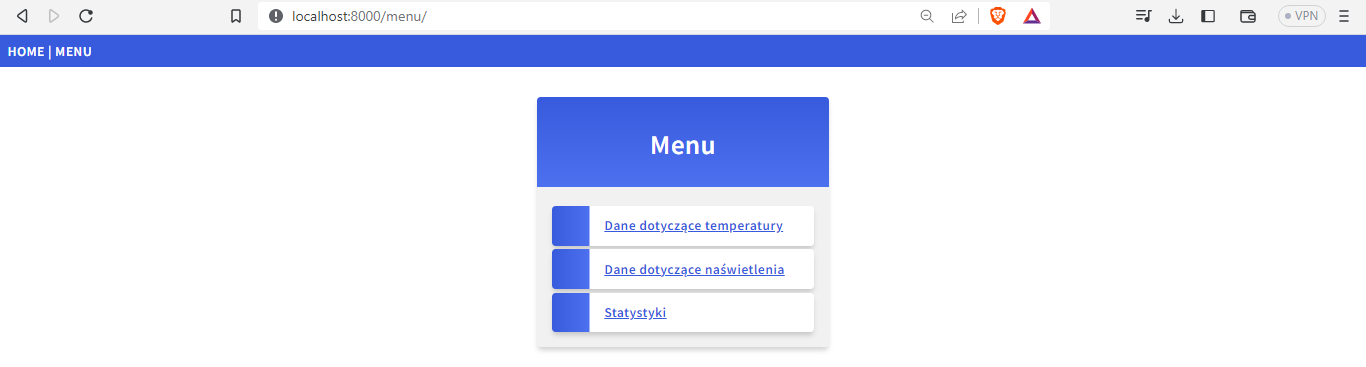 localhost:8000/menu/
VPN
HOME | MENU
Menu
Dane dotyczące temperatury
Dane dotyczące naświetlenia
Statystyki